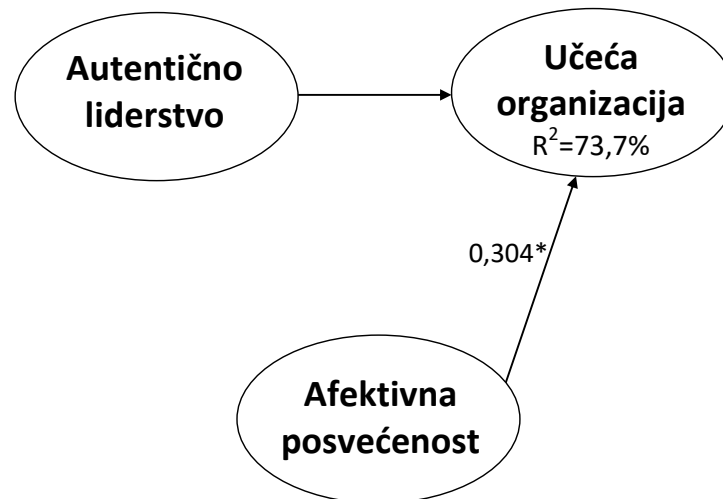 Autentično
liderstvo
Učeća
organizacija
R²=73,7%
0,304*
Afektivna
posvećenost